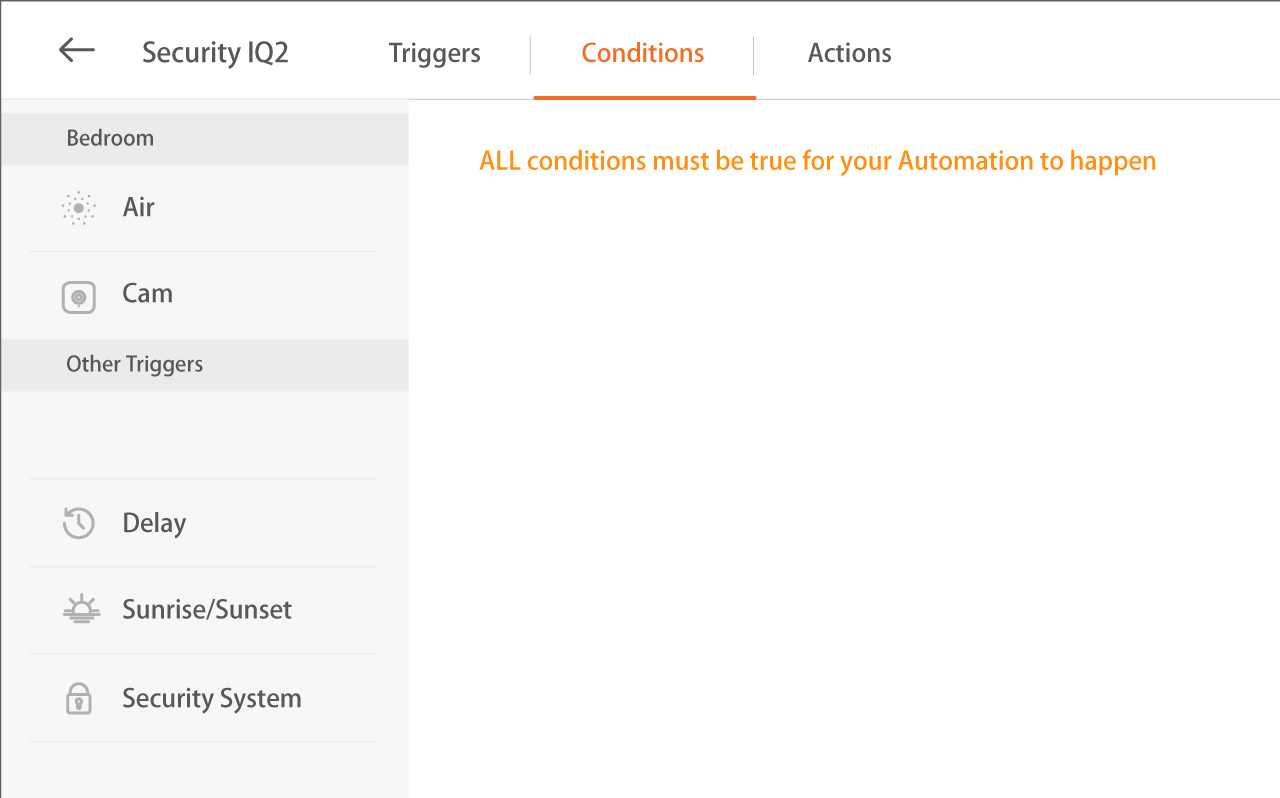 Security IQ2
Triggers
Conditions
Actions
Bedroom
Air
Cam
Other Triggers
Delay
Sunrise/Sunset
Security System
ALL conditions must be true for your Automation to happen